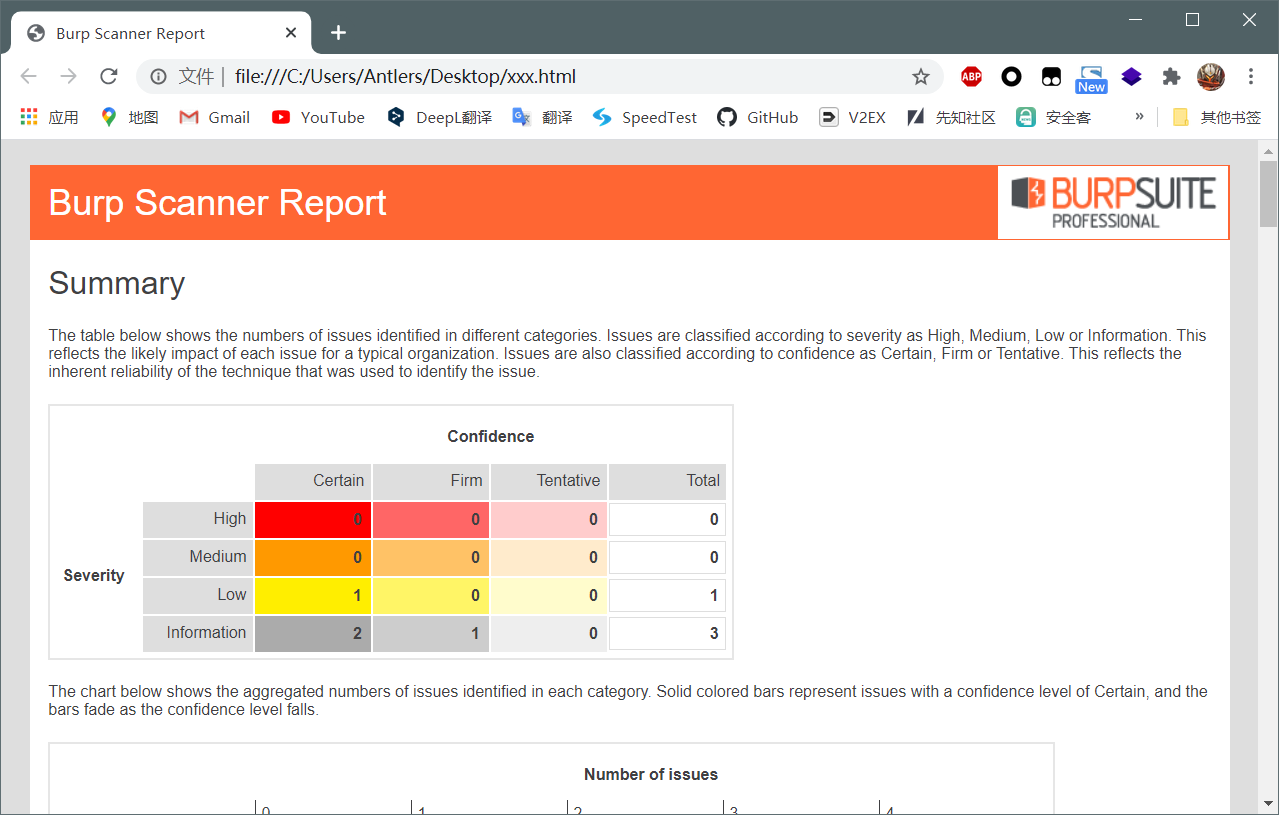 Burp Scanner Report
文件 | file:///C:/Users/Antlers/Desktop/xxx.html
ABP
New
应用 地图 Gmail YouTube DeepL翻译 翻译 SpeedTest GitHub V2EX 先知社区 安全客 » 其他书签
Burp Scanner Report
BURPSUITE
PROFESSIONAL
Summary
The table below shows the numbers of issues identified in different categories. Issues are classified according to severity as High, Medium, Low or Information. This
reflects the likely impact of each issue for a typical organization. Issues are also classified according to confidence as Certain, Firm or Tentative. This reflects the
inherent reliability of the technique that was used to identify the issue.
Confidence
Certain Firm Tentative Total
High 0 0 0 0
Medium 0 0 0 0
Severity
Low 1 0 0 1
Information 2 1 0 3
The chart below shows the aggregated numbers of issues identified in each category. Solid colored bars represent issues with a confidence level of Certain, and the
bars fade as the confidence level falls.
Number of issues
0 1 2 3 4